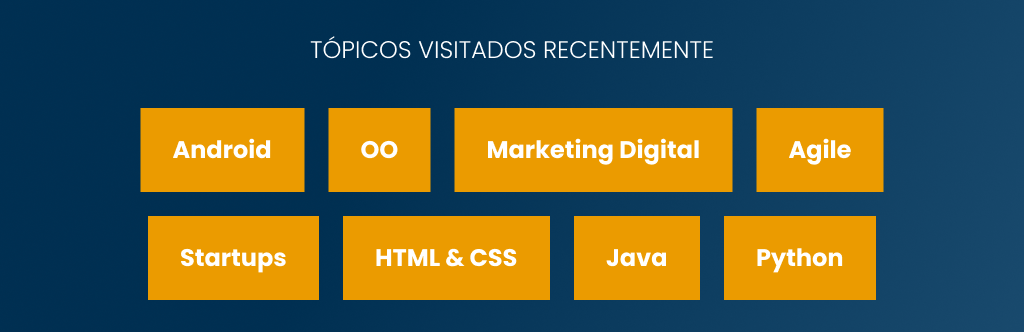 TÓPICOS VISITADOS RECENTEMENTE
Android OO Marketing Digital Agile
Startups HTML & CSS Java Python